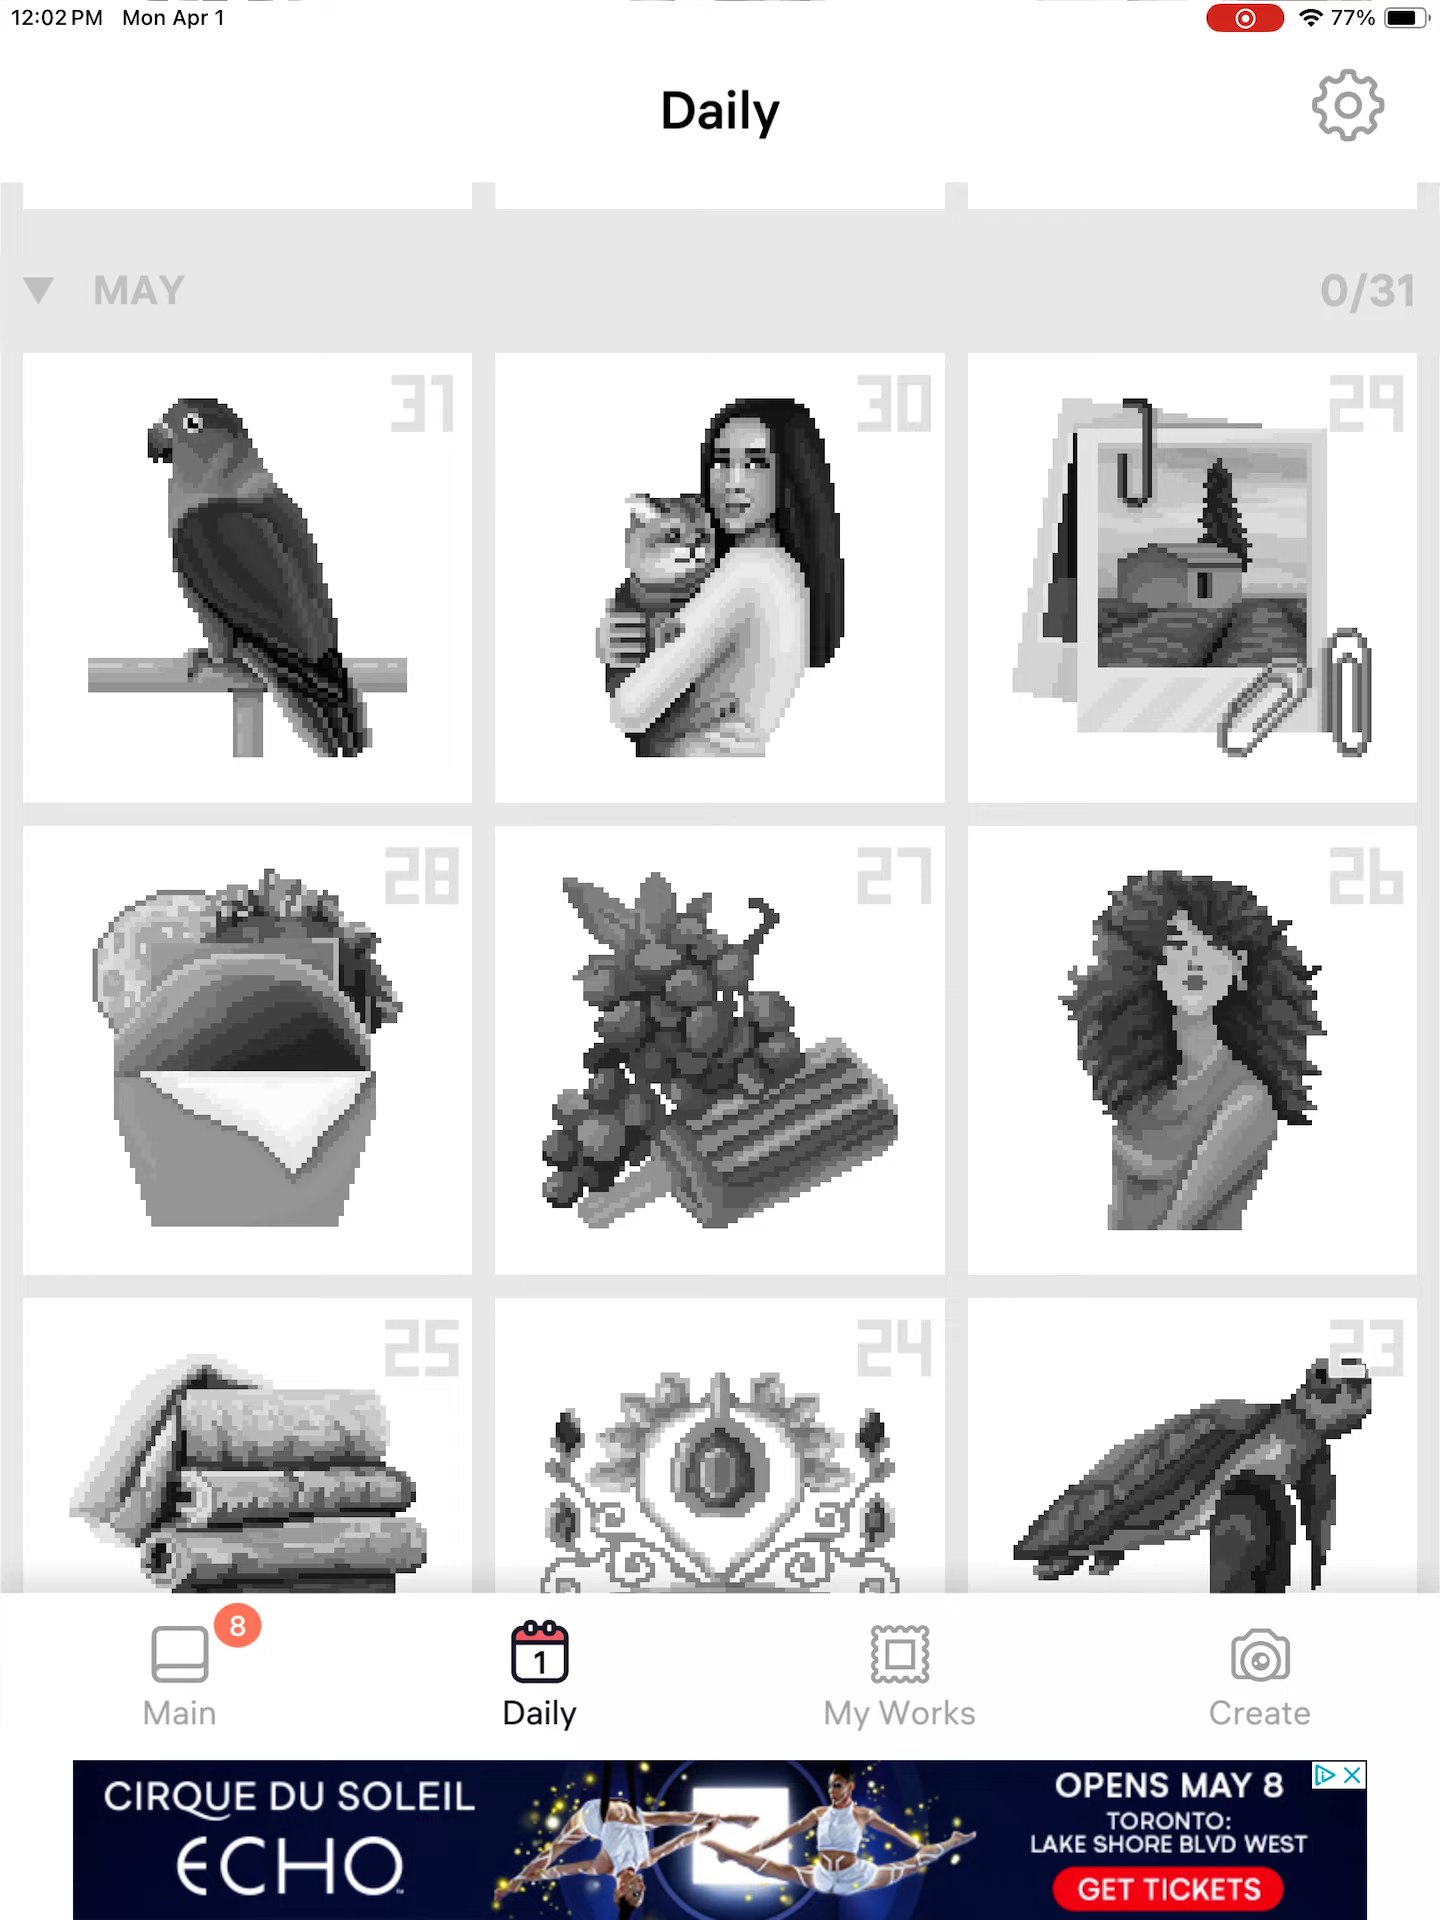 12:02 PM Mon Apr 1
77%
Daily
MAY
0/31
31
30
29
28
27
26
25
24
23
8
1
Main
Daily
My Works
Create
CIRQUE DU SOLEIL
ECHO
OPENS MAY 8
TORONTO:
LAKE SHORE BLVD WEST
GET TICKETS